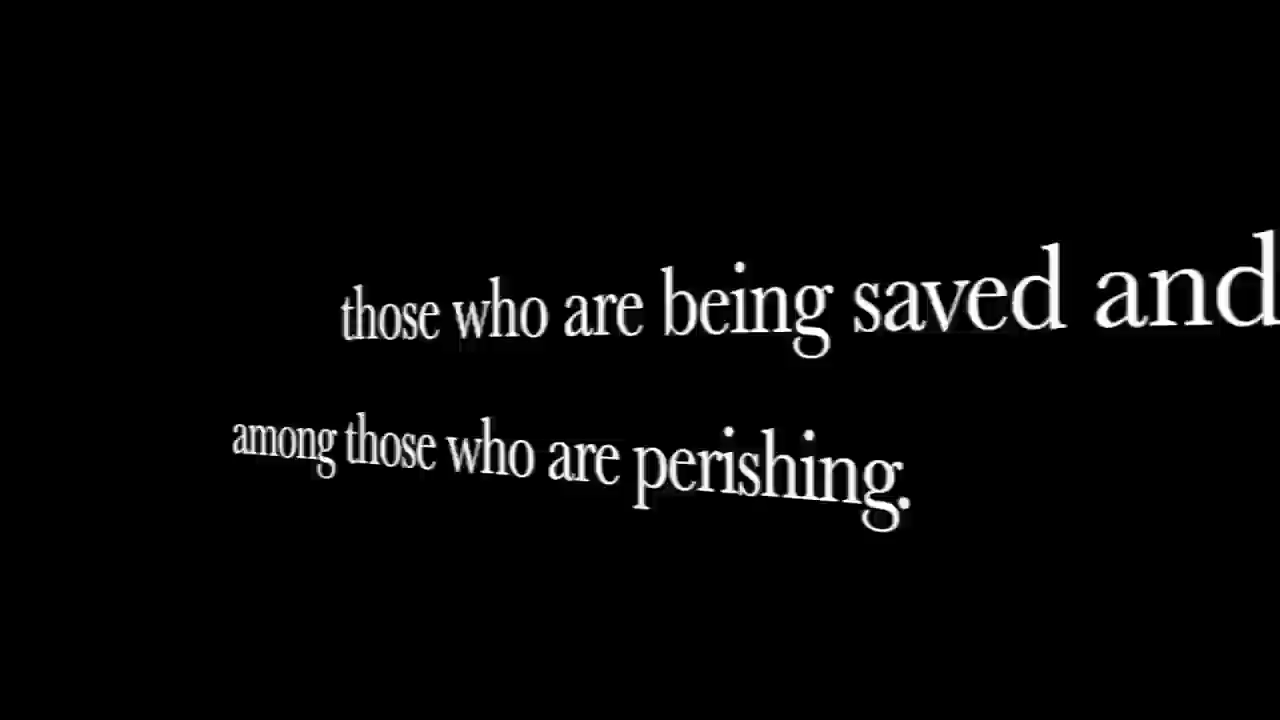 those who are being saved and
among those who are perishing.